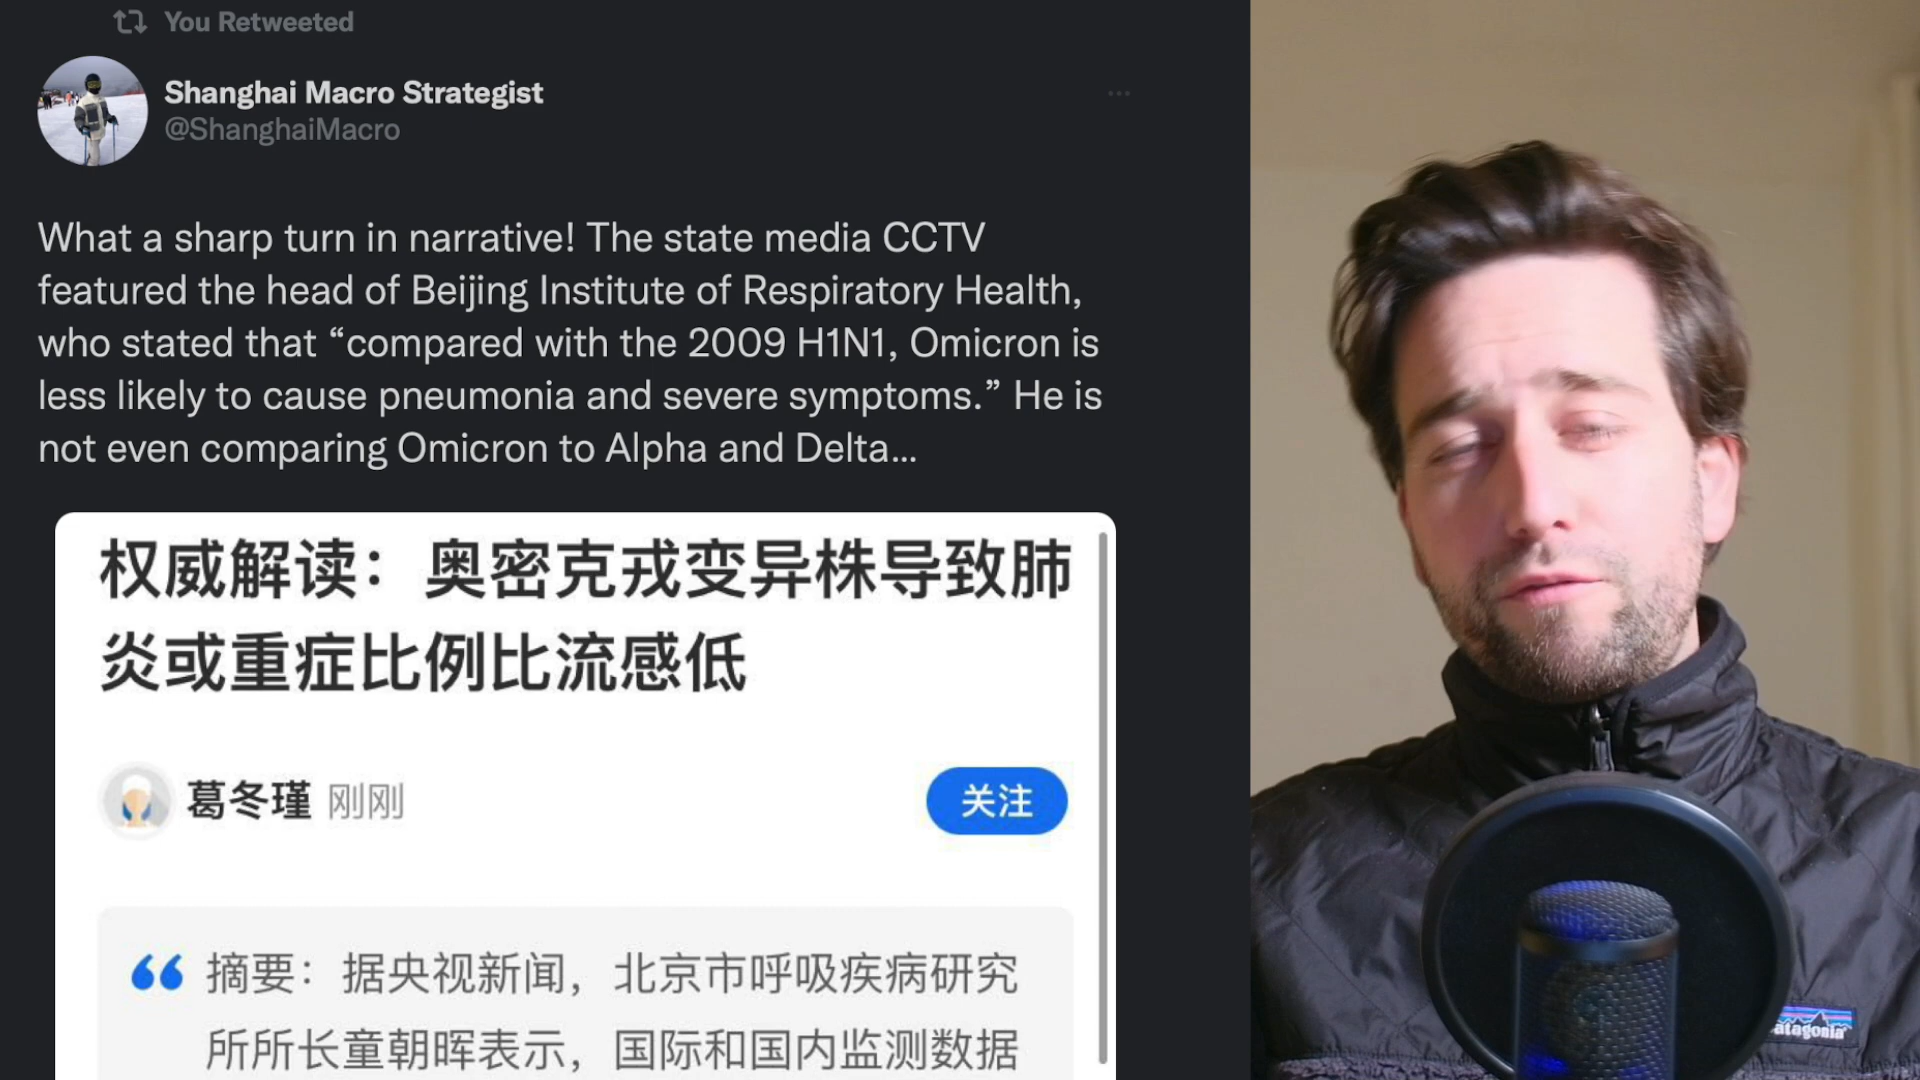 You Retweeted
Shanghai Macro Strategist
@ShanghaiMacro
What a sharp turn in narrative! The state media CCTV
featured the head of Beijing Institute of Respiratory Health,
who stated that “compared with the 2009 H1N1, Omicron is
less likely to cause pneumonia and severe symptoms.” He is
not even comparing Omicron to Alpha and Delta...
权威解读：奥密克戎变异株导致肺
炎或重症比例比流感低
葛冬瑾 刚刚
关注
摘要：据央视新闻，北京市呼吸疾病研究
所所长童朝晖表示，国际和国内监测数据
patagonia